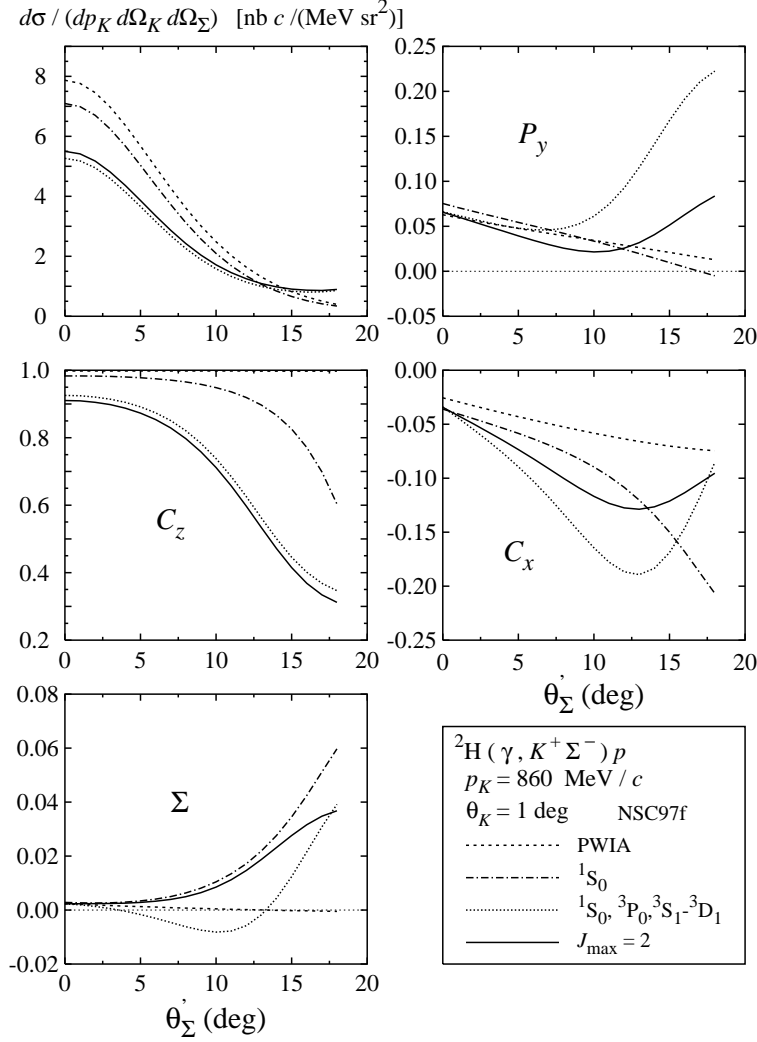 dσ / (dp_K dΩ_K dΩ_Σ) [nb c /(MeV sr²)]
8
6
4
2
0
0 5 10 15 20
0.25
0.20
0.15
0.10
0.05
0.00
-0.05
P_y
0 5 10 15 20
1.0
0.8
0.6
0.4
0.2
C_z
0 5 10 15 20
0.00
-0.05
-0.10
-0.15
-0.20
-0.25
C_x
0 5 10 15 20
θ'_Σ (deg)
0.08
0.06
0.04
0.02
0.00
-0.02
Σ
0 5 10 15 20
θ'_Σ (deg)
²H ( γ , K⁺ Σ⁻ ) p
p_K = 860 MeV / c
θ_K = 1 deg NSC97f
PWIA
¹S₀
¹S₀, ³P₀,³S₁-³D₁
J_max = 2